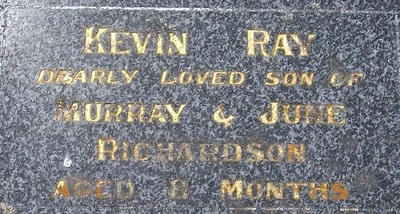 KEVIN RAY
DEARLY LOVED SON OF
MURRAY & JUNE
RICHARDSON
AGED 8 MONTHS